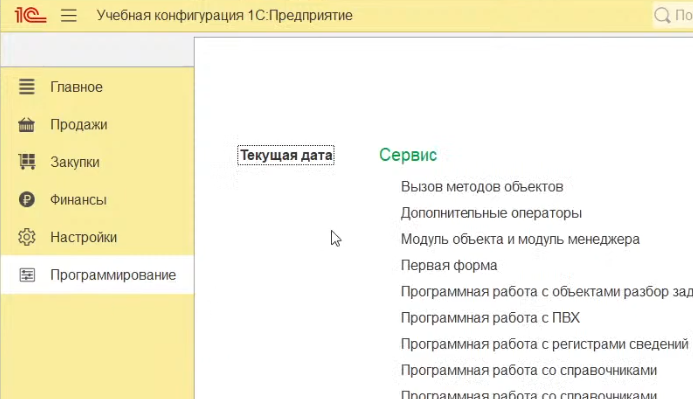 1С Учебная конфигурация 1С:Предприятие По
Главное
Продажи
Закупки
Финансы
Настройки
Программирование
Текущая дата
Сервис
Вызов методов объектов
Дополнительные операторы
Модуль объекта и модуль менеджера
Первая форма
Программная работа с объектами разбор зад
Программная работа с ПВХ
Программная работа с регистрами сведений
Программная работа со справочниками
Программная работа со справочниками